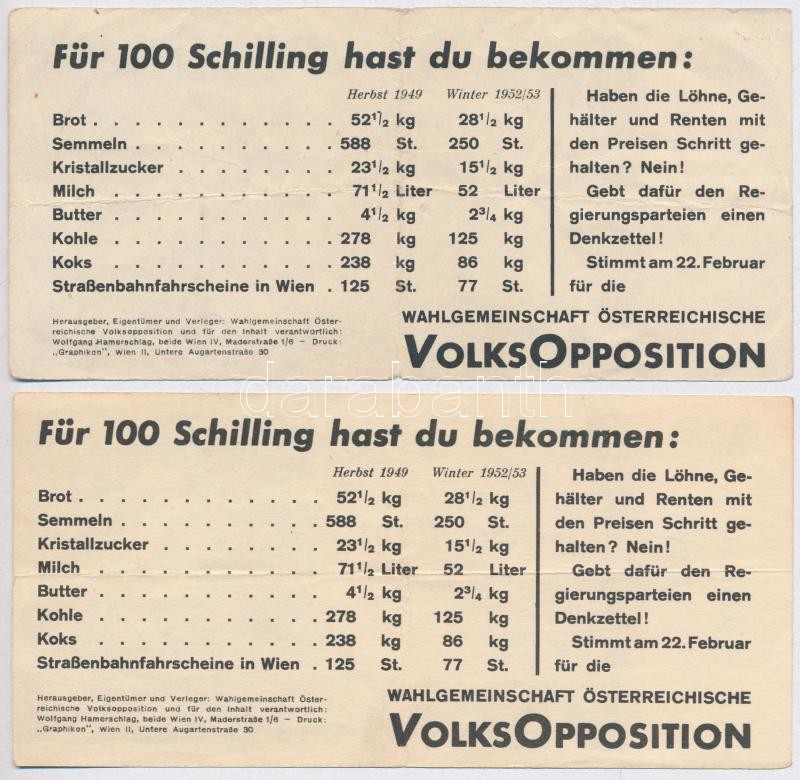 Für 100 Schilling hast du bekommen:
Herbst 1949 Winter 1952/53
Brot . . . . . . . . . . . . 52½ kg 28½ kg
Semmeln . . . . . . . . . . 588 St. 250 St.
Kristallzucker . . . . . . . . 23½ kg 15½ kg
Milch . . . . . . . . . . . 71½ Liter 52 Liter
Butter . . . . . . . . . . . 4½ kg 2¾ kg
Kohle . . . . . . . . . . . 278 kg 125 kg
Koks . . . . . . . . . . . 238 kg 86 kg
Straßenbahnfahrscheine in Wien . 125 St. 77 St.
Haben die Löhne, Ge-
hälter und Renten mit
den Preisen Schritt ge-
halten? Nein!
Gebt dafür den Re-
gierungsparteien einen
Denkzettel!
Stimmt am 22. Februar
für die
Herausgeber, Eigentümer und Verleger: Wahlgemeinschaft Öster-
reichische Volksopposition und für den Inhalt verantwortlich:
Wolfgang Hamerschlag, beide Wien IV, Maderstraße 1/6 — Druck:
„Graphikon", Wien II, Untere Augartenstraße 30
WAHLGEMEINSCHAFT ÖSTERREICHISCHE
VOLKSOPPOSITION
darabanth
Für 100 Schilling hast du bekommen:
Herbst 1949 Winter 1952/53
Brot . . . . . . . . . . . . 52½ kg 28½ kg
Semmeln . . . . . . . . . . 588 St. 250 St.
Kristallzucker . . . . . . . . 23½ kg 15½ kg
Milch . . . . . . . . . . . 71½ Liter 52 Liter
Butter . . . . . . . . . . . 4½ kg 2¾ kg
Kohle . . . . . . . . . . . 278 kg 125 kg
Koks . . . . . . . . . . . 238 kg 86 kg
Straßenbahnfahrscheine in Wien . 125 St. 77 St.
Haben die Löhne, Ge-
hälter und Renten mit
den Preisen Schritt ge-
halten? Nein!
Gebt dafür den Re-
gierungsparteien einen
Denkzettel!
Stimmt am 22. Februar
für die
Herausgeber, Eigentümer und Verleger: Wahlgemeinschaft Öster-
reichische Volksopposition und für den Inhalt verantwortlich:
Wolfgang Hamerschlag, beide Wien IV, Maderstraße 1/6 — Druck:
„Graphikon", Wien II, Untere Augartenstraße 30
WAHLGEMEINSCHAFT ÖSTERREICHISCHE
VOLKSOPPOSITION